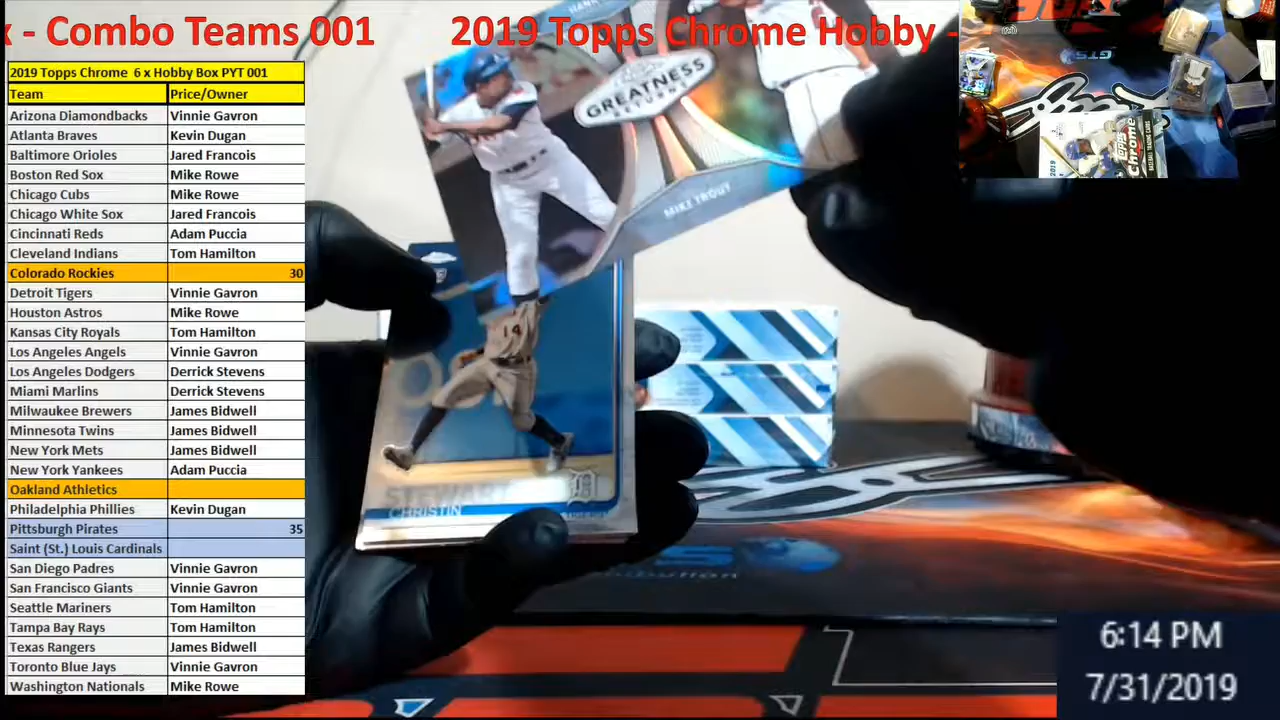 - Combo Teams 001 2019 Topps Chrome Hobby -
2019 Topps Chrome 6 x Hobby Box PYT 001
Team Price/Owner
Arizona Diamondbacks Vinnie Gavron
Atlanta Braves Kevin Dugan
Baltimore Orioles Jared Francois
Boston Red Sox Mike Rowe
Chicago Cubs Mike Rowe
Chicago White Sox Jared Francois
Cincinnati Reds Adam Puccia
Cleveland Indians Tom Hamilton
Colorado Rockies 30
Detroit Tigers Vinnie Gavron
Houston Astros Mike Rowe
Kansas City Royals Tom Hamilton
Los Angeles Angels Vinnie Gavron
Los Angeles Dodgers Derrick Stevens
Miami Marlins Derrick Stevens
Milwaukee Brewers James Bidwell
Minnesota Twins James Bidwell
New York Mets James Bidwell
New York Yankees Adam Puccia
Oakland Athletics
Philadelphia Phillies Kevin Dugan
Pittsburgh Pirates 35
Saint (St.) Louis Cardinals
San Diego Padres Vinnie Gavron
San Francisco Giants Vinnie Gavron
Seattle Mariners Tom Hamilton
Tampa Bay Rays Tom Hamilton
Texas Rangers James Bidwell
Toronto Blue Jays Vinnie Gavron
Washington Nationals Mike Rowe
GREATNESS
MIKE TROUT
14
STEWART
CHRISTIN
GTS
Topps
Chrome
2019
6:14 PM
7/31/2019